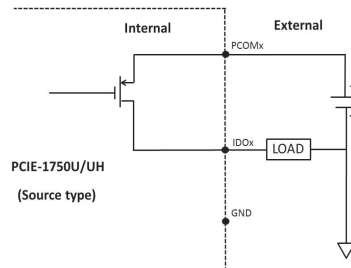 Internal
External
PCOMx
IDOx
LOAD
PCIE-1750U/UH
(Source type)
GND